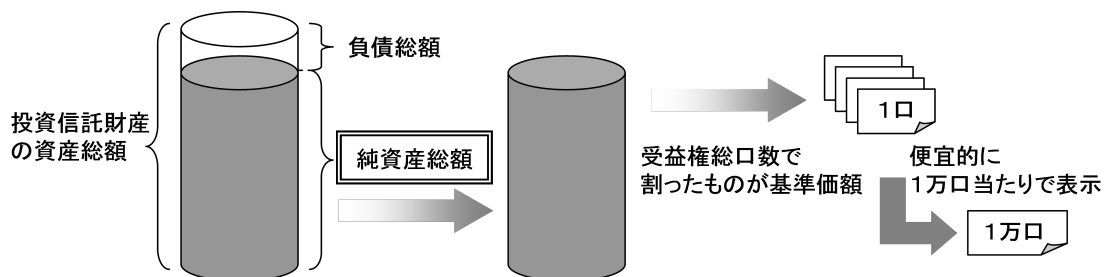 負債総額
投資信託財産
の資産総額
純資産総額
受益権総口数で
割ったものが基準価額
1口
便宜的に
1万口当たりで表示
1万口